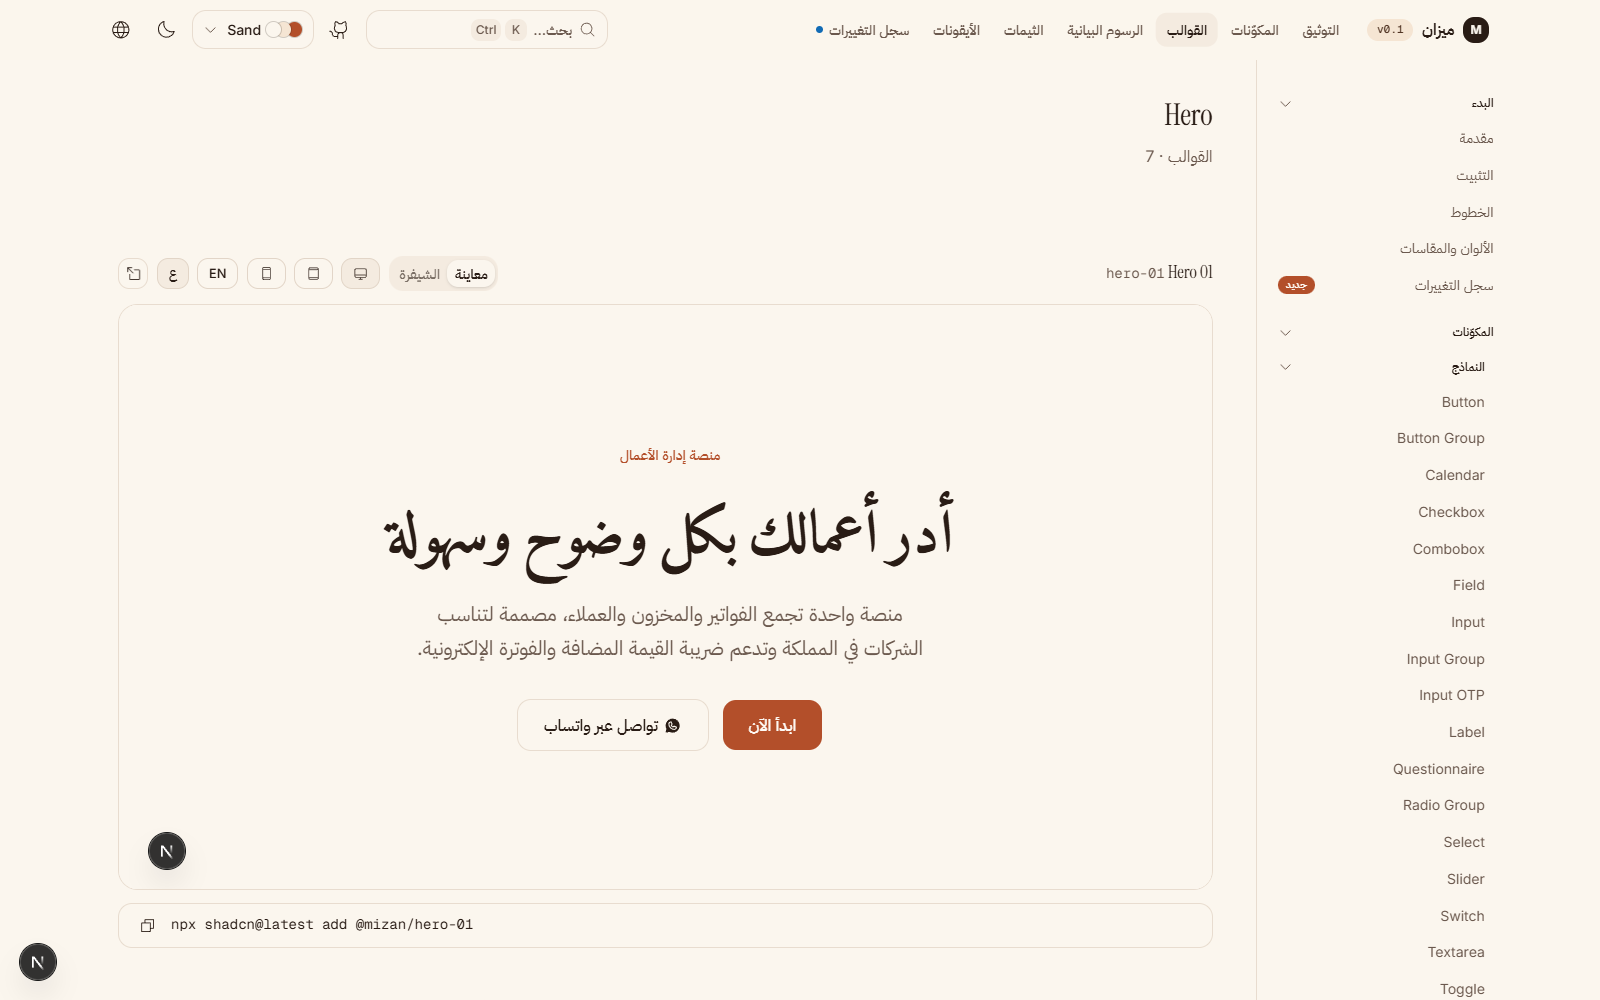 M ميزان v0.1
التوثيق
المكوّنات
القوالب
الرسوم البيانية
الثيمات
الأيقونات
سجل التغييرات
بحث... K Ctrl
Sand
البدء
مقدمة
التثبيت
الخطوط
الألوان والمقاسات
سجل التغييرات جديد
المكوّنات
النماذج
Button
Button Group
Calendar
Checkbox
Combobox
Field
Input
Input Group
Input OTP
Label
Questionnaire
Radio Group
Select
Slider
Switch
Textarea
Toggle
Hero
القوالب · 7
Hero 01 hero-01
معاينة الشيفرة
EN ع
منصة إدارة الأعمال
أدر أعمالك بكل وضوح وسهولة
منصة واحدة تجمع الفواتير والمخزون والعملاء، مصممة لتناسب
الشركات في المملكة وتدعم ضريبة القيمة المضافة والفوترة الإلكترونية.
ابدأ الآن
تواصل عبر واتساب
N
npx shadcn@latest add @mizan/hero-01
N